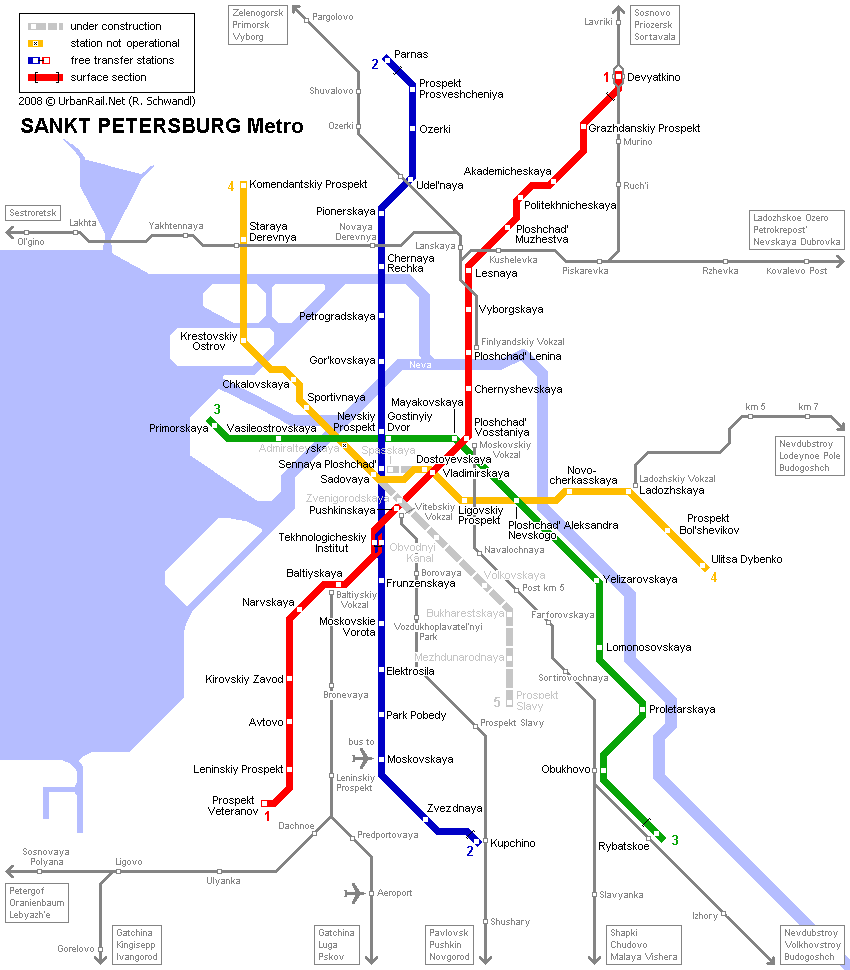 under construction
station not operational
free transfer stations
surface section
2008 © UrbanRail.Net (R. Schwandl)
SANKT PETERSBURG Metro
Zelenogorsk
Primorsk
Vyborg
Pargolovo
Shuvalovo
Ozerki
2
Parnas
Prospekt
Prosveshcheniya
Ozerki
Udel'naya
Lavriki
Sosnovo
Priozersk
Sortavala
1
Devyatkino
Grazhdanskiy Prospekt
Murino
Akademicheskaya
Ruch'i
Politekhnicheskaya
Ploshchad'
Muzhestva
Ladozhskoe Ozero
Petrokrepost'
Nevskaya Dubrovka
4
Komendantskiy Prospekt
Sestroretsk
Ol'gino
Lakhta
Yakhtennaya
Staraya
Derevnya
Pionerskaya
Novaya
Derevnya
Lanskaya
Kushelevka
Piskarevka
Rzhevka
Kovalevo Post
Chernaya
Rechka
Lesnaya
Petrogradskaya
Vyborgskaya
Krestovskiy
Ostrov
Finlyandskiy Vokzal
Gor'kovskaya
Neva
Ploshchad' Lenina
Chkalovskaya
Sportivnaya
Chernyshevskaya
Mayakovskaya
3
Primorskaya
Vasileostrovskaya
Nevskiy
Prospekt
Gostinyiy
Dvor
Ploshchad'
Vosstaniya
km 5
km 7
Admiralteyskaya
Spasskaya
Moskovskiy
Vokzal
Nevdubstroy
Lodeynoe Pole
Budogoshch
Sennaya Ploshchad'
Sadovaya
Dostoyevskaya
Vladimirskaya
Novo-
cherkasskaya
Ladozhskiy Vokzal
Ladozhskaya
Zvenigorodskaya
Pushkinskaya
Vitebskiy
Vokzal
Ligovskiy
Prospekt
Ploshchad' Aleksandra
Nevskogo
Prospekt
Bol'shevikov
Tekhnologicheskiy
Institut
Obvodnyi
Kanal
Navalochnaya
Ulitsa Dybenko
4
Baltiyskaya
Baltiyskiy
Vokzal
Frunzenskaya
Borovaya
Volkovskaya
Post km 5
Yelizarovskaya
Narvskaya
Moskovskie
Vorota
Vozdukhoplavatel'nyi
Park
Bukharestskaya
Farforovskaya
Lomonosovskaya
Kirovskiy Zavod
Elektrosila
Mezhdunarodnaya
Sortirovochnaya
Bronevaya
5
Prospekt
Slavy
Avtovo
Park Pobedy
Prospekt Slavy
Proletarskaya
bus to
Moskovskaya
Leninskiy Prospekt
Leninskiy
Prospekt
Obukhovo
Prospekt
Veteranov
1
Zvezdnaya
Dachnoe
Predportovaya
2
Kupchino
Rybatskoe
3
Sosnovaya
Polyana
Ligovo
Ulyanka
Petergof
Oranienbaum
Lebyazh'e
Aeroport
Slavyanka
Izhory
Shushary
Gorelovo
Gatchina
Kingisepp
Ivangorod
Gatchina
Luga
Pskov
Pavlovsk
Pushkin
Novgorod
Shapki
Chudovo
Malaya Vishera
Nevdubstroy
Volkhovstroy
Budogoshch